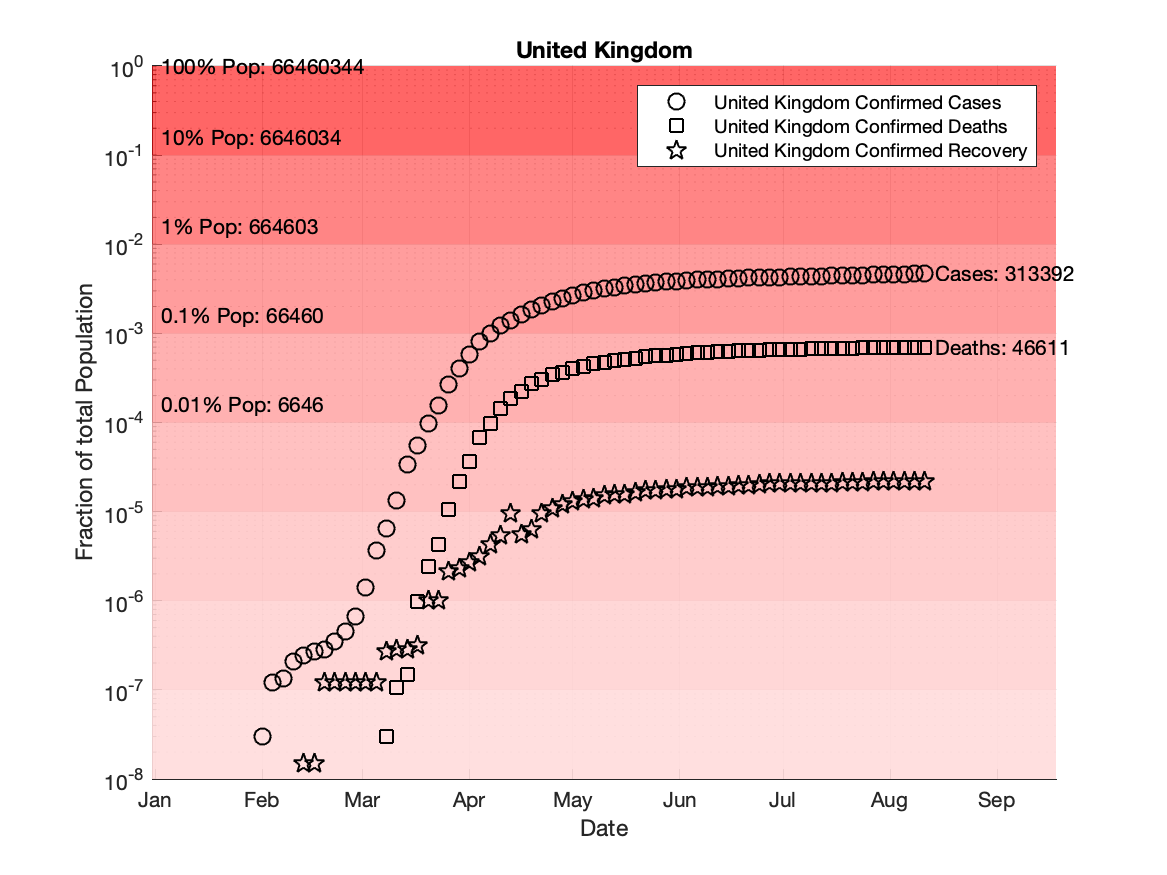 United Kingdom
10^0
100% Pop: 66460344
United Kingdom Confirmed Cases
United Kingdom Confirmed Deaths
United Kingdom Confirmed Recovery
10% Pop: 6646034
10^-1
1% Pop: 664603
10^-2
Cases: 313392
0.1% Pop: 66460
10^-3
Deaths: 46611
0.01% Pop: 6646
10^-4
10^-5
10^-6
10^-7
10^-8
Fraction of total Population
Jan Feb Mar Apr May Jun Jul Aug Sep
Date